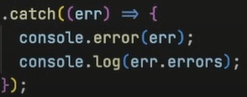 .catch((err) => {
console.error(err);
console.log(err.errors);
});